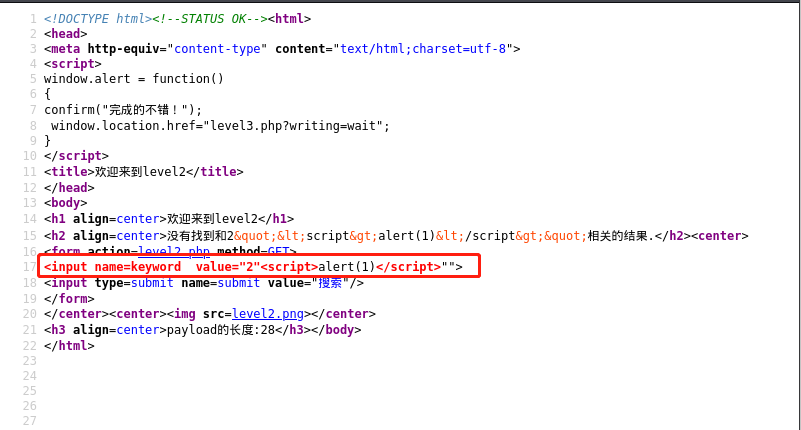 1 <!DOCTYPE html><!--STATUS OK--><html>
2 <head>
3 <meta http-equiv="content-type" content="text/html;charset=utf-8">
4 <script>
5 window.alert = function()
6 {
7 confirm("完成的不错！");
8  window.location.href="level3.php?writing=wait";
9 }
10 </script>
11 <title>欢迎来到level2</title>
12 </head>
13 <body>
14 <h1 align=center>欢迎来到level2</h1>
15 <h2 align=center>没有找到和2&quot;&lt;script&gt;alert(1)&lt;/script&gt;&quot;相关的结果.</h2><center>
16 <form action=level2.php method=GET>
17 <input name=keyword  value="2"<script>alert(1)</script>"">
18 <input type=submit name=submit value="搜索"/>
19 </form>
20 </center><center><img src=level2.png></center>
21 <h3 align=center>payload的长度:28</h3></body>
22 </html>
23
24
25
26
27